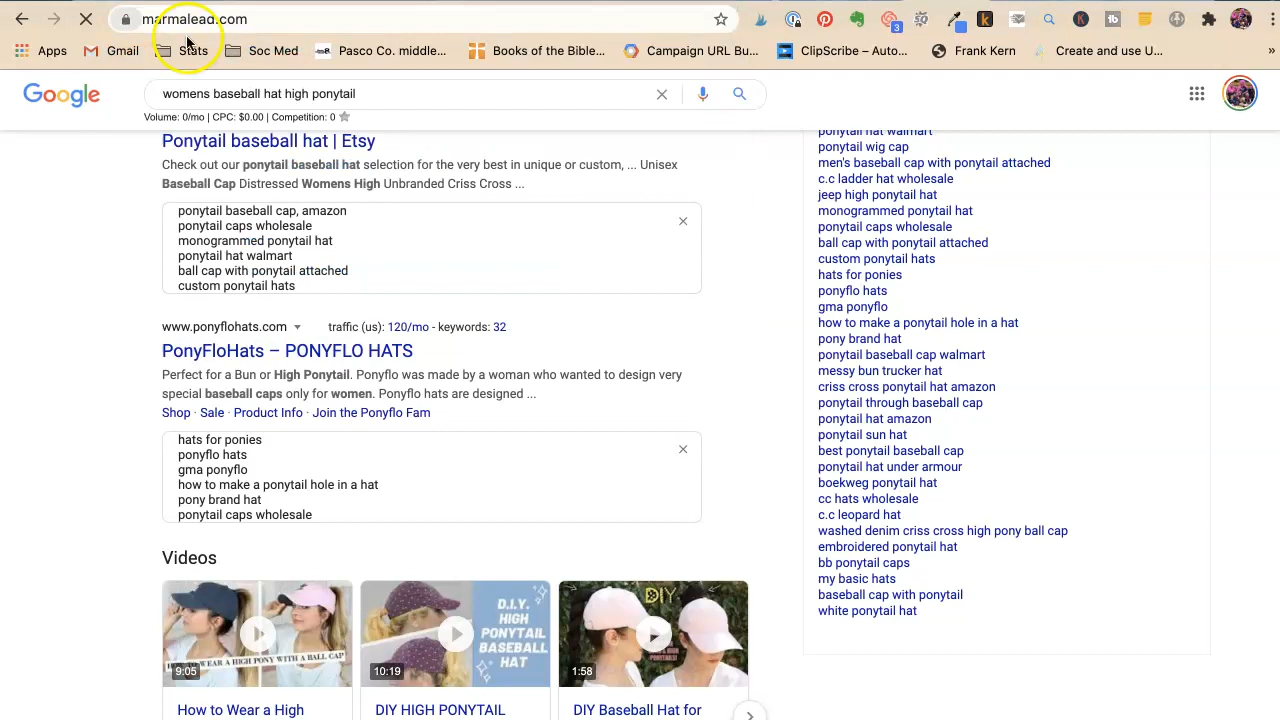 marmalead.com
3
Apps
Gmail
Stats
Soc Med
Pasco Co. middle...
Books of the Bible...
Campaign URL Bu...
ClipScribe – Auto...
Frank Kern
Create and use U...
»
Google
womens baseball hat high ponytail
Volume: 0/mo | CPC: $0.00 | Competition: 0
Ponytail baseball hat | Etsy
Check out our ponytail baseball hat selection for the very best in unique or custom, ... Unisex
Baseball Cap Distressed Womens High Unbranded Criss Cross ...
ponytail baseball cap, amazon
ponytail caps wholesale
monogrammed ponytail hat
ponytail hat walmart
ball cap with ponytail attached
custom ponytail hats
www.ponyflohats.com
traffic (us): 120/mo - keywords: 32
PonyFloHats – PONYFLO HATS
Perfect for a Bun or High Ponytail. Ponyflo was made by a woman who wanted to design very
special baseball caps only for women. Ponyflo hats are designed ...
Shop · Sale · Product Info · Join the Ponyflo Fam
hats for ponies
ponyflo hats
gma ponyflo
how to make a ponytail hole in a hat
pony brand hat
ponytail caps wholesale
Videos
TO WEAR A HIGH PONY WITH A BALL CAP
9:05
D.I.Y.
HIGH
PONYTAIL
BASEBALL
HAT
10:19
DIY
1:58
How to Wear a High
DIY HIGH PONYTAIL
DIY Baseball Hat for
ponytail hat walmart
ponytail wig cap
men's baseball cap with ponytail attached
c.c ladder hat wholesale
jeep high ponytail hat
monogrammed ponytail hat
ponytail caps wholesale
ball cap with ponytail attached
custom ponytail hats
hats for ponies
ponyflo hats
gma ponyflo
how to make a ponytail hole in a hat
pony brand hat
ponytail baseball cap walmart
messy bun trucker hat
criss cross ponytail hat amazon
ponytail through baseball cap
ponytail hat amazon
ponytail sun hat
best ponytail baseball cap
ponytail hat under armour
boekweg ponytail hat
cc hats wholesale
c.c leopard hat
washed denim criss cross high pony ball cap
embroidered ponytail hat
bb ponytail caps
my basic hats
baseball cap with ponytail
white ponytail hat